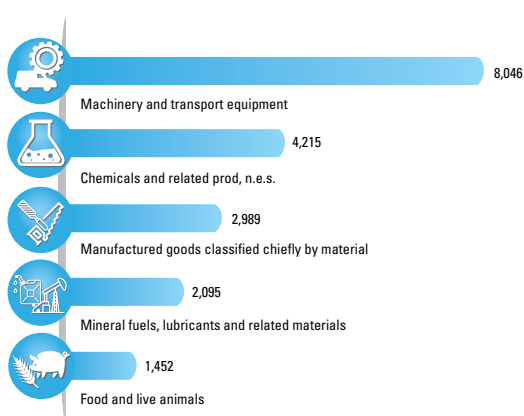 8,046
Machinery and transport equipment
4,215
Chemicals and related prod, n.e.s.
2,989
Manufactured goods classified chiefly by material
2,095
Mineral fuels, lubricants and related materials
1,452
Food and live animals